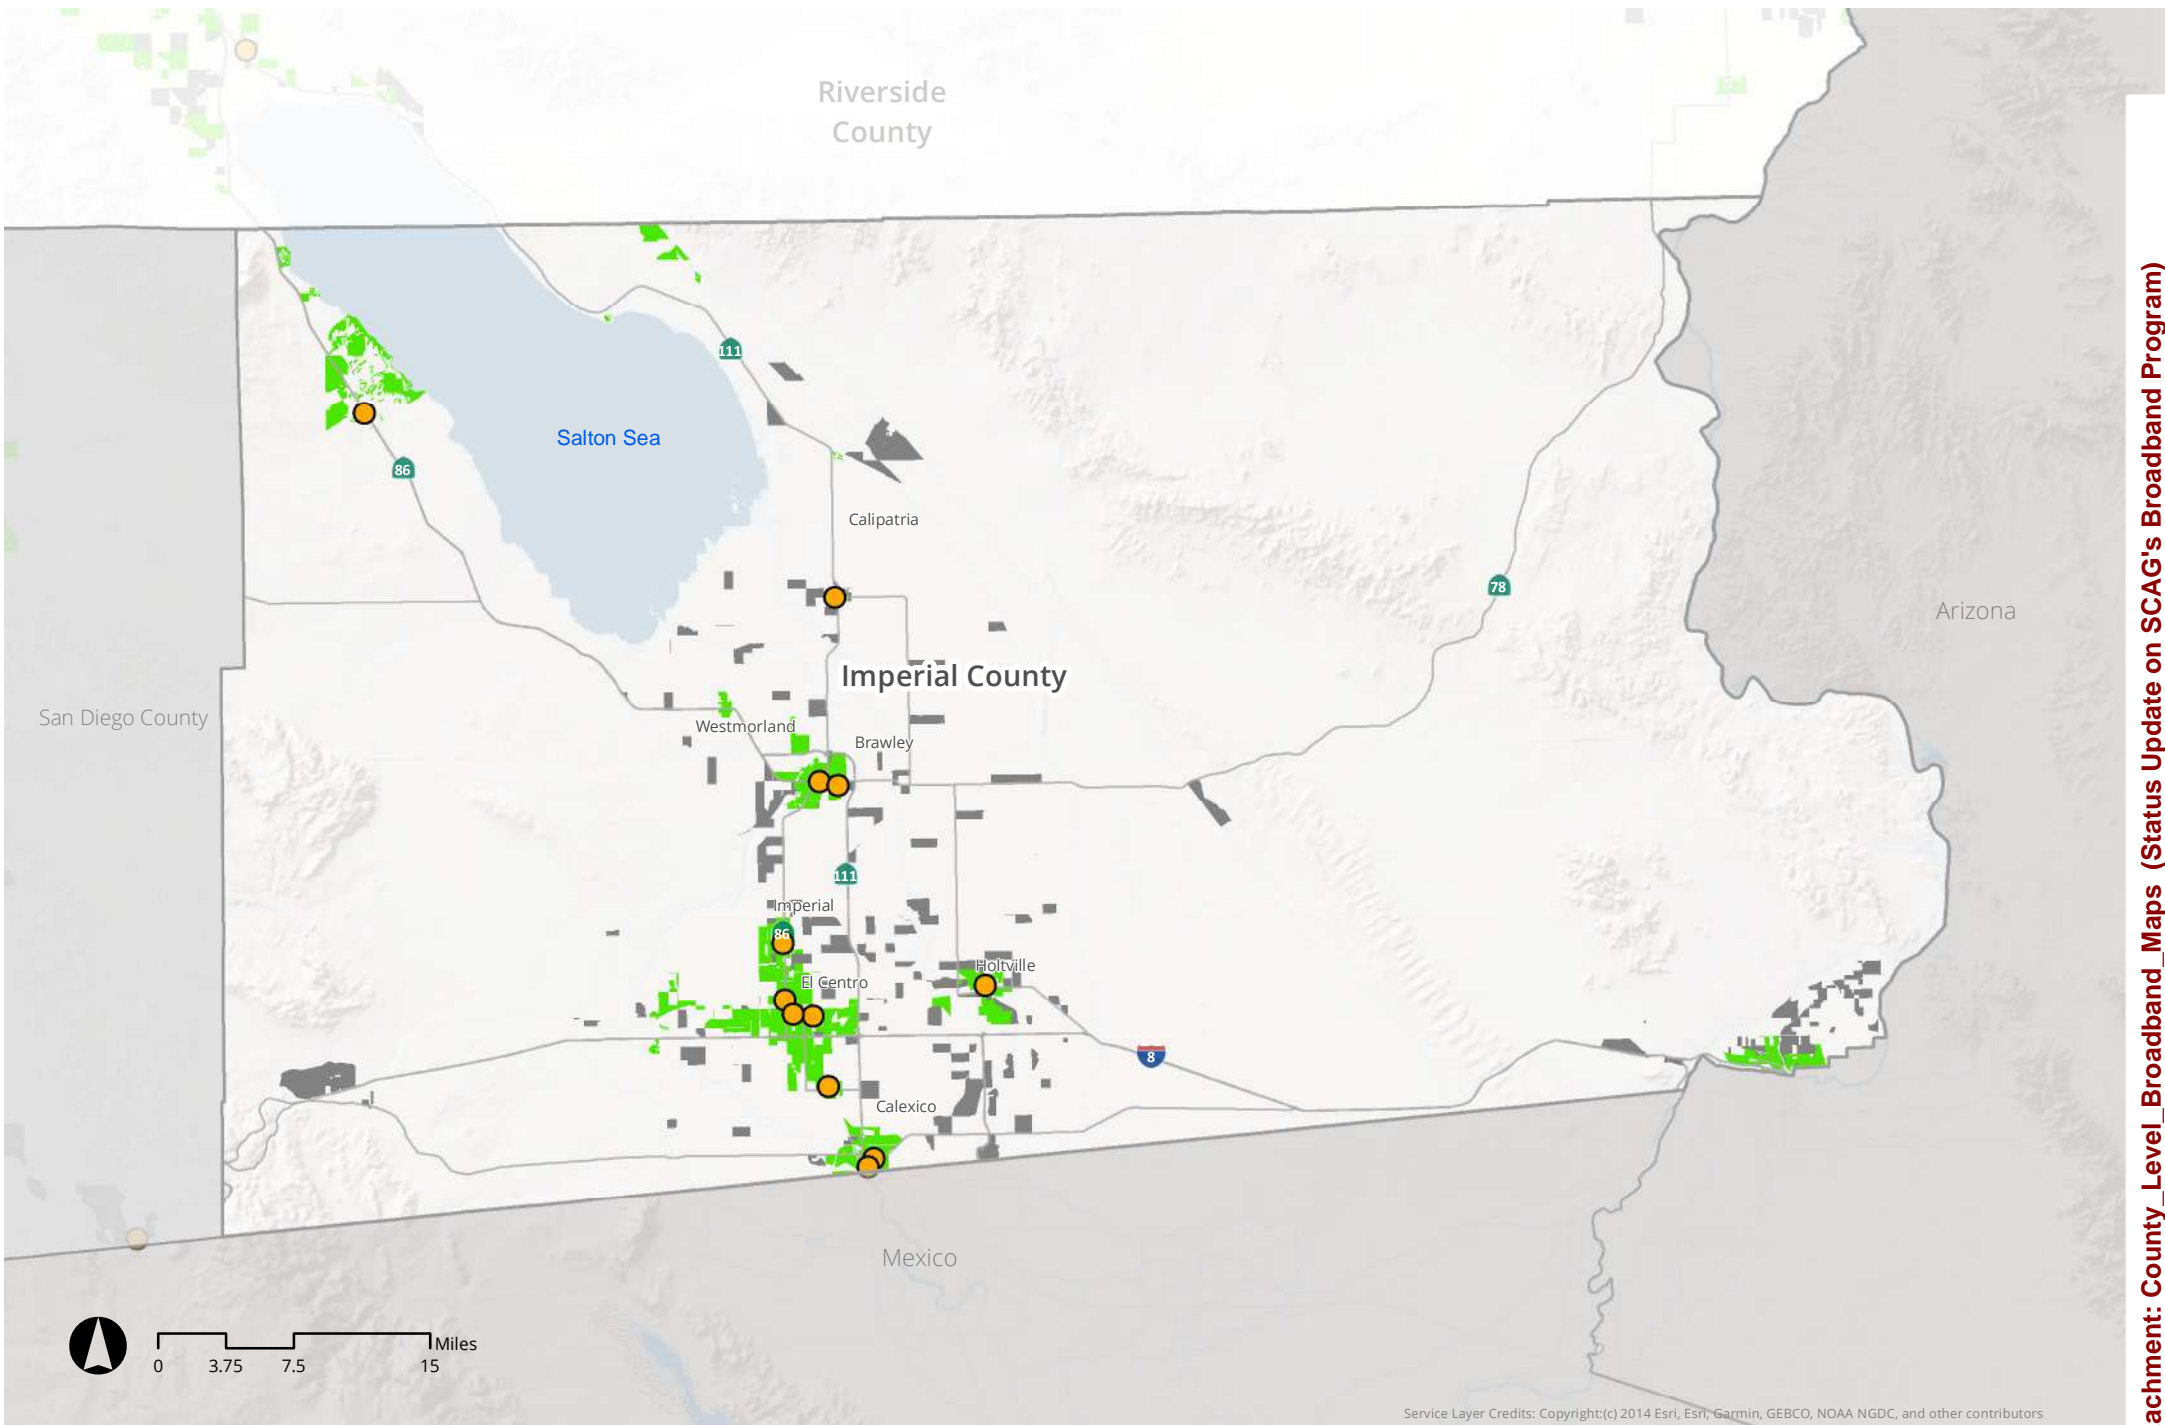 Riverside
County
111
Salton Sea
86
Calipatria
78
Arizona
Imperial County
San Diego County
Westmorland
Brawley
111
Imperial
86
Holtville
El Centro
8
Calexico
Mexico
Miles
0 3.75 7.5 15
Service Layer Credits: Copyright:(c) 2014 Esri, Esri, Garmin, GEBCO, NOAA NGDC, and other contributors
achment: County_Level_Broadband_Maps (Status Update on SCAG's Broadband Program)